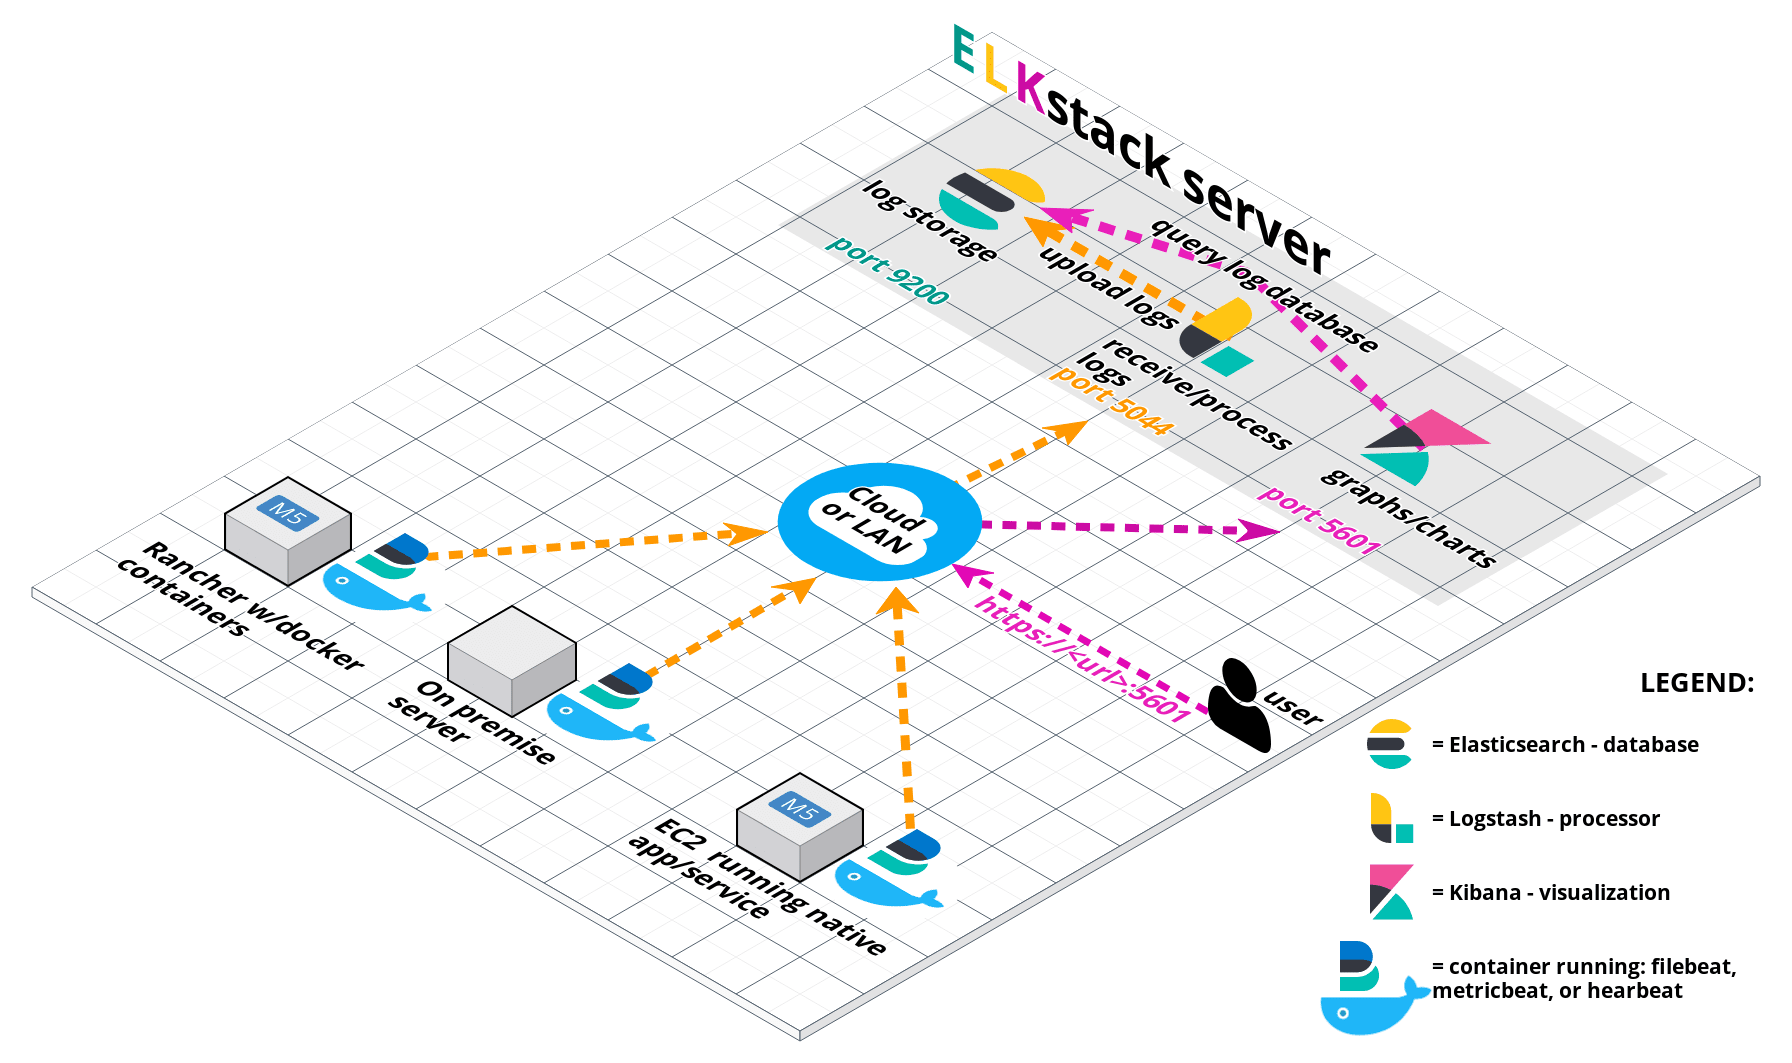 ELKstack server
log storage
port 9200
query log database
upload logs
receive/process
logs
port 5044
graphs/charts
port 5601
Cloud
or LAN
https://<url>:5601
user
M5
Rancher w/docker
containers
On premise
server
M5
EC2 running native
app/service
LEGEND:
= Elasticsearch - database
= Logstash - processor
= Kibana - visualization
= container running: filebeat,
metricbeat, or hearbeat